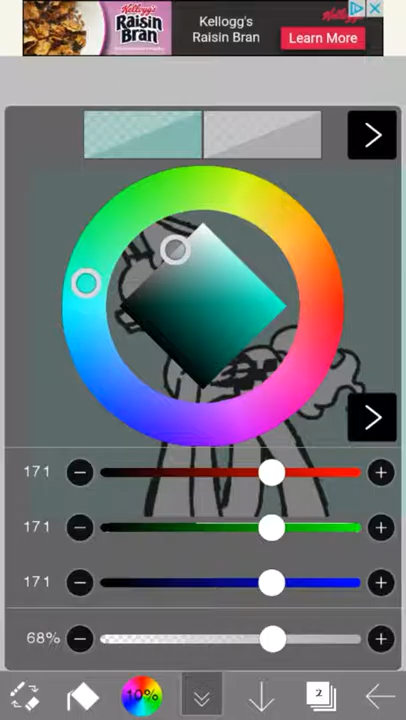 Kellogg's
Raisin
Bran
Kellogg's
Raisin Bran
Learn More
171
171
171
68%
10%
2